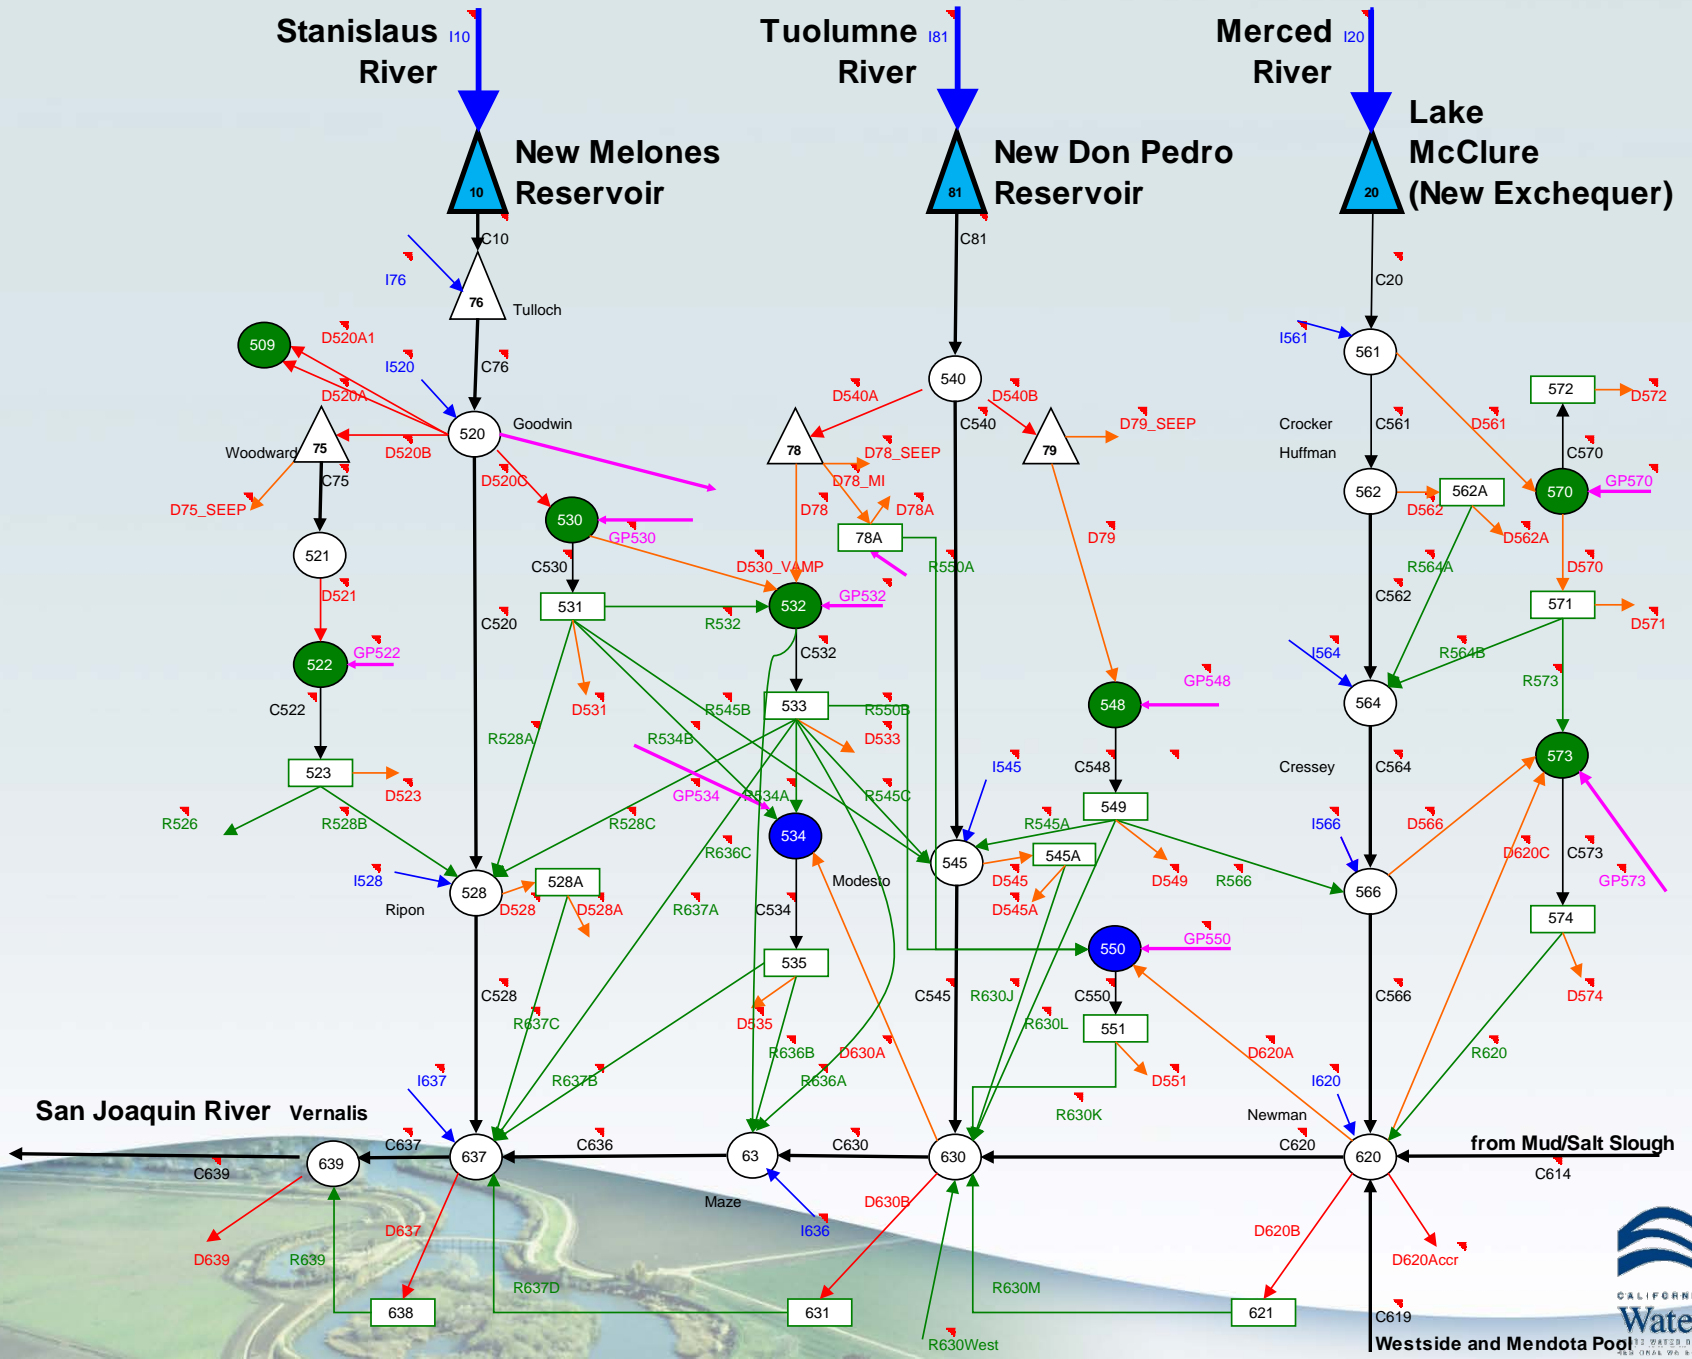 Stanislaus
River
I10
Tuolumne
River
I81
Merced
River
I20
New Melones
Reservoir
10
New Don Pedro
Reservoir
81
Lake
McClure
(New Exchequer)
20
C10
C81
C20
I76
76
Tulloch
509
D520A1
D520A
I520
C76
520
Goodwin
Woodward
75
D520B
D520C
C75
D75_SEEP
521
D521
522
GP522
C522
523
D523
R526
R528B
530
GP530
C530
D530_VAMP
531
R532
D531
C520
R528A
R545B
R534B
540
D540A
D540B
C540
78
D78_SEEP
D78_MI
D78
D78A
78A
R550A
79
D79_SEEP
D79
532
GP532
C532
533
R550B
D533
GP534
R534A
R545C
R528C
534
R636C
Modesto
R637A
C534
535
D535
R636B
R636A
D630A
548
GP548
C548
549
I545
545
R545A
545A
D545
D545A
D549
R566
550
GP550
C550
551
D551
C545
R630J
R630L
R630K
I561
561
Crocker
Huffman
C561
D561
572
D572
C570
570
GP570
562
562A
D562
D562A
D570
R564A
C562
571
D571
I564
R564B
R573
564
Cressey
C564
573
I566
D566
D620C
C573
GP573
566
574
D574
C566
R620
D620A
I528
528
Ripon
528A
D528
D528A
C528
R637C
R637B
I637
I620
Newman
San Joaquin River
Vernalis
C637
C636
C630
C620
from Mud/Salt Slough
639
637
63
630
620
C639
C614
Maze
I636
D630B
D639
R639
D637
R637D
R630M
D620B
D620Accr
638
631
621
R630West
C619
Westside and Mendota Pool
CALIFORN
Wate